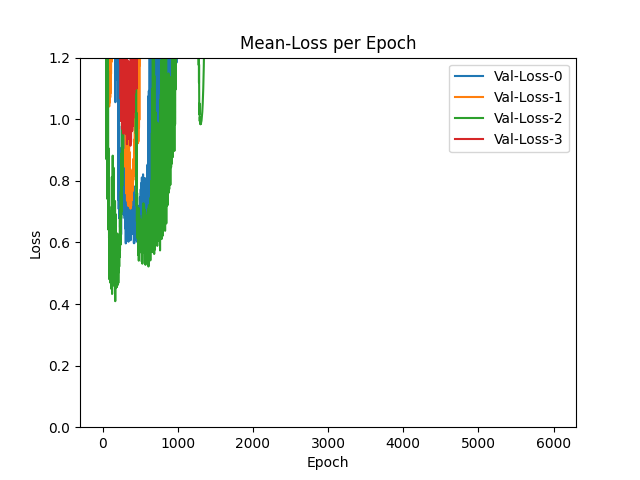 Mean-Loss per Epoch
1.2
1.0
0.8
0.6
0.4
0.2
0.0
Loss
Val-Loss-0
Val-Loss-1
Val-Loss-2
Val-Loss-3
0 1000 2000 3000 4000 5000 6000
Epoch